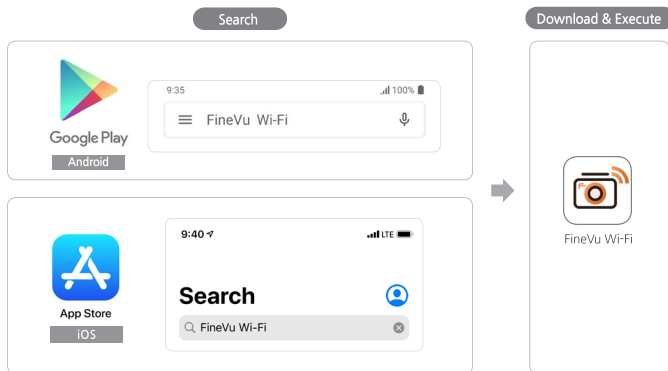 Search
Download & Execute
9:35
100%
FineVu Wi-Fi
Google Play
Android
FineVu Wi-Fi
9:40
LTE
Search
FineVu Wi-Fi
App Store
iOS